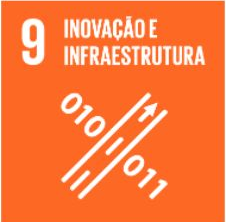 9 INOVAÇÃO E
INFRAESTRUTURA
010
011